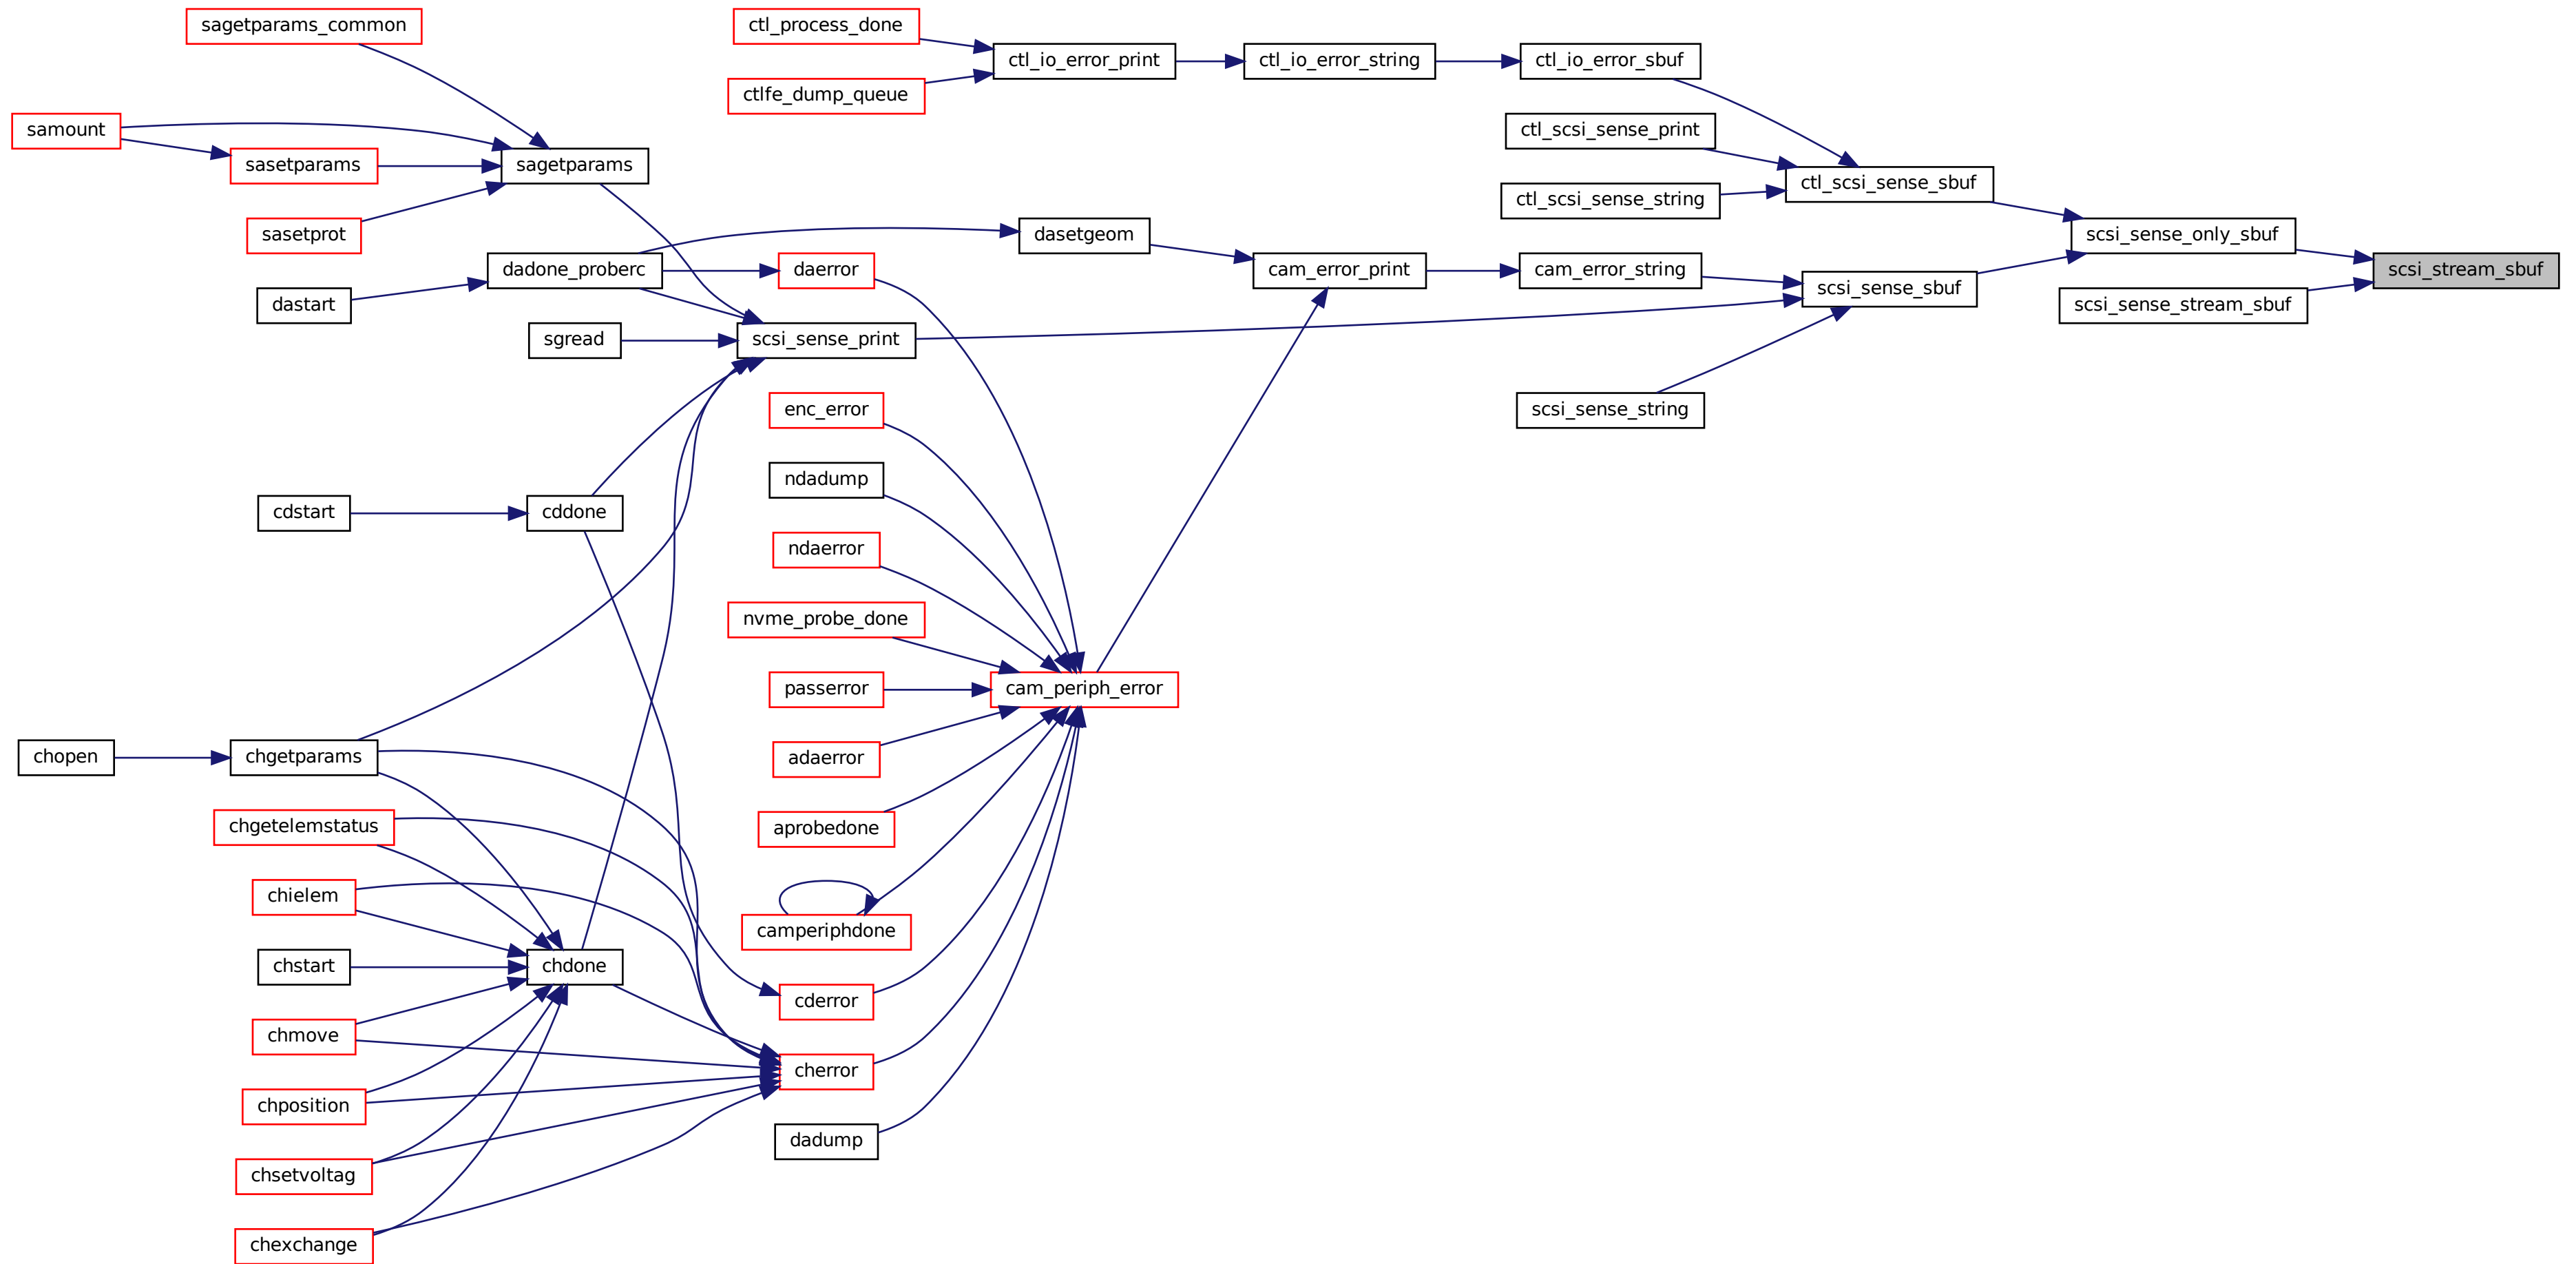 sagetparams_common
ctl_process_done
ctl_io_error_print
ctl_io_error_string
ctl_io_error_sbuf
ctlfe_dump_queue
samount
ctl_scsi_sense_print
sasetparams
sagetparams
ctl_scsi_sense_sbuf
ctl_scsi_sense_string
sasetprot
dasetgeom
scsi_sense_only_sbuf
dadone_proberc
daerror
cam_error_print
cam_error_string
scsi_stream_sbuf
scsi_sense_sbuf
dastart
scsi_sense_stream_sbuf
sgread
scsi_sense_print
enc_error
scsi_sense_string
ndadump
cdstart
cddone
ndaerror
nvme_probe_done
passerror
cam_periph_error
chopen
chgetparams
adaerror
chgetelemstatus
aprobedone
chielem
camperiphdone
chstart
chdone
cderror
chmove
cherror
chposition
dadump
chsetvoltag
chexchange